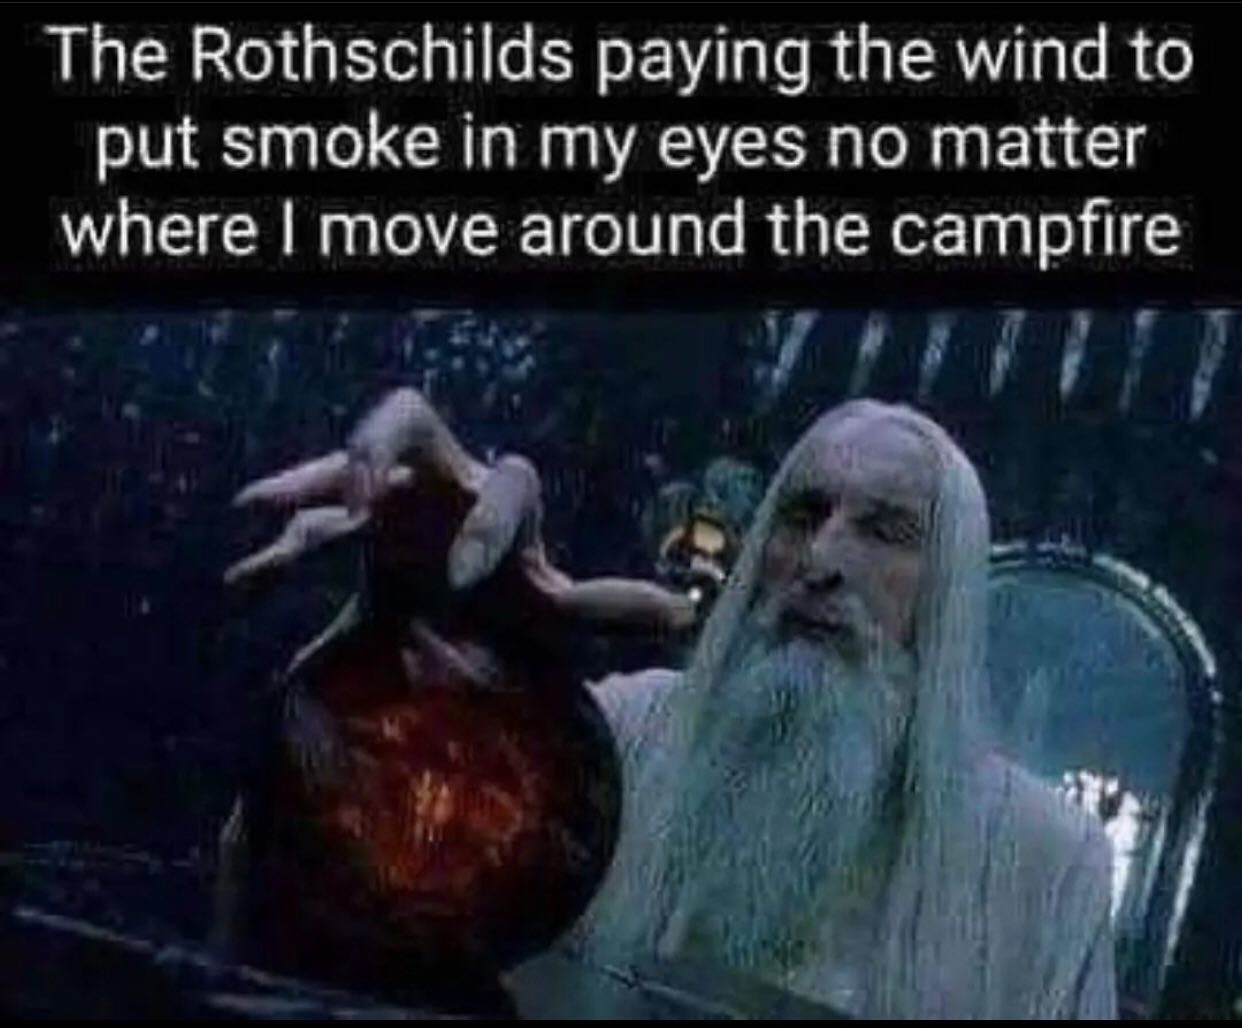 The Rothschilds paying the wind to
put smoke in my eyes no matter
where I move around the campfire